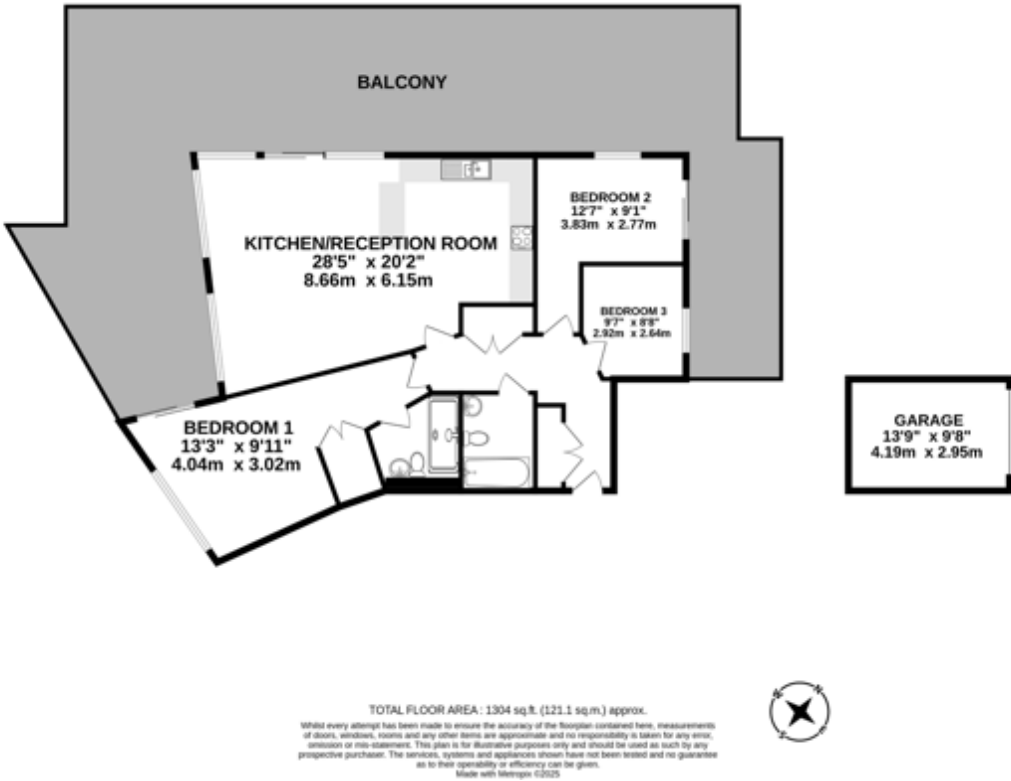 BALCONY
KITCHEN/RECEPTION ROOM
28'5" x 20'2"
8.66m x 6.15m
BEDROOM 2
12'7" x 9'1"
3.83m x 2.77m
BEDROOM 3
9'7" x 8'8"
2.92m x 2.64m
BEDROOM 1
13'3" x 9'11"
4.04m x 3.02m
GARAGE
13'9" x 9'8"
4.19m x 2.95m
TOTAL FLOOR AREA : 1304 sq.ft. (121.1 sq.m.) approx.
Whilst every attempt has been made to ensure the accuracy of the floorplan contained here, measurements
of doors, windows, rooms and any other items are approximate and no responsibility is taken for any error,
omission or mis-statement. This plan is for illustrative purposes only and should be used as such by any
prospective purchaser. The services, systems and appliances shown have not been tested and no guarantee
as to their operability or efficiency can be given.
Made with Metropix ©2025
N